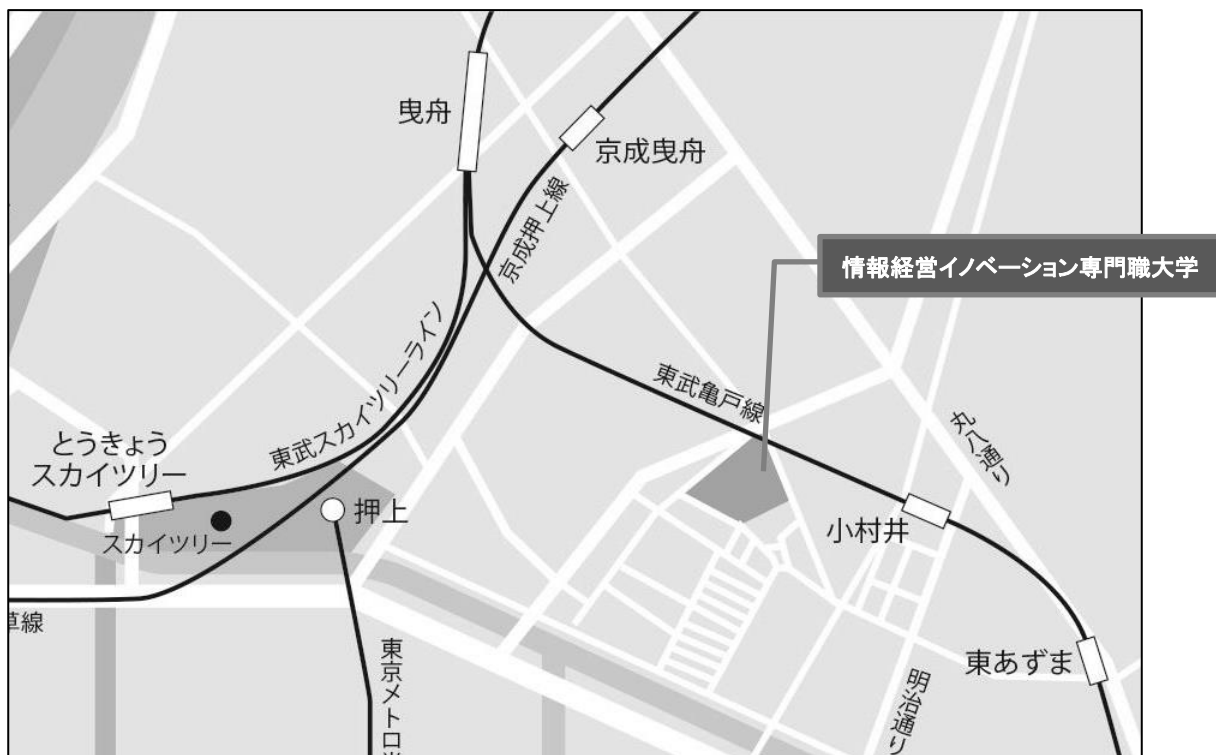 曳舟
京成曳舟
京成押上線
情報経営イノベーション専門職大学
東武スカイツリーライン
東武亀戸線
丸八通り
とうきょう
スカイツリー
押上
スカイツリー
小村井
草線
東京メトロ半
東あずま
明治通り